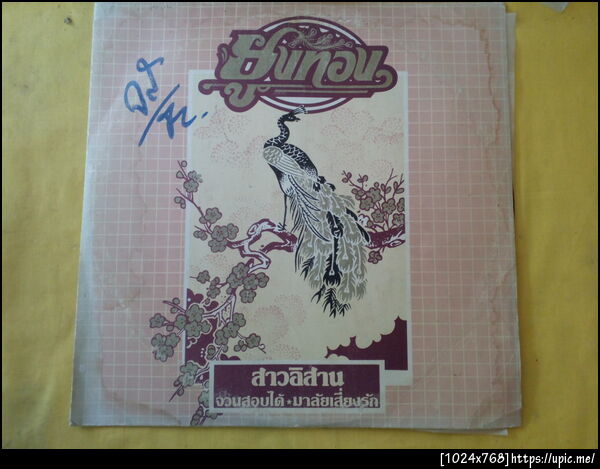 ยูงทอง
สาวอิสาน
จวนสอบได้ • มาลัยเสี่ยงรัก
[1024x768]https://upic.me/